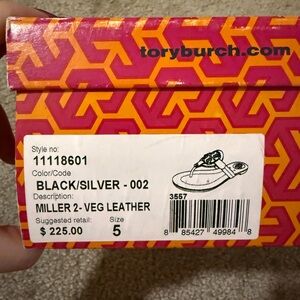 toryburch.com
Style no:
11118601
Color/Code
BLACK/SILVER - 002
Description:
MILLER 2- VEG LEATHER
Suggested retail: Size
$ 225.00 5
3557
8 85427 49984 8